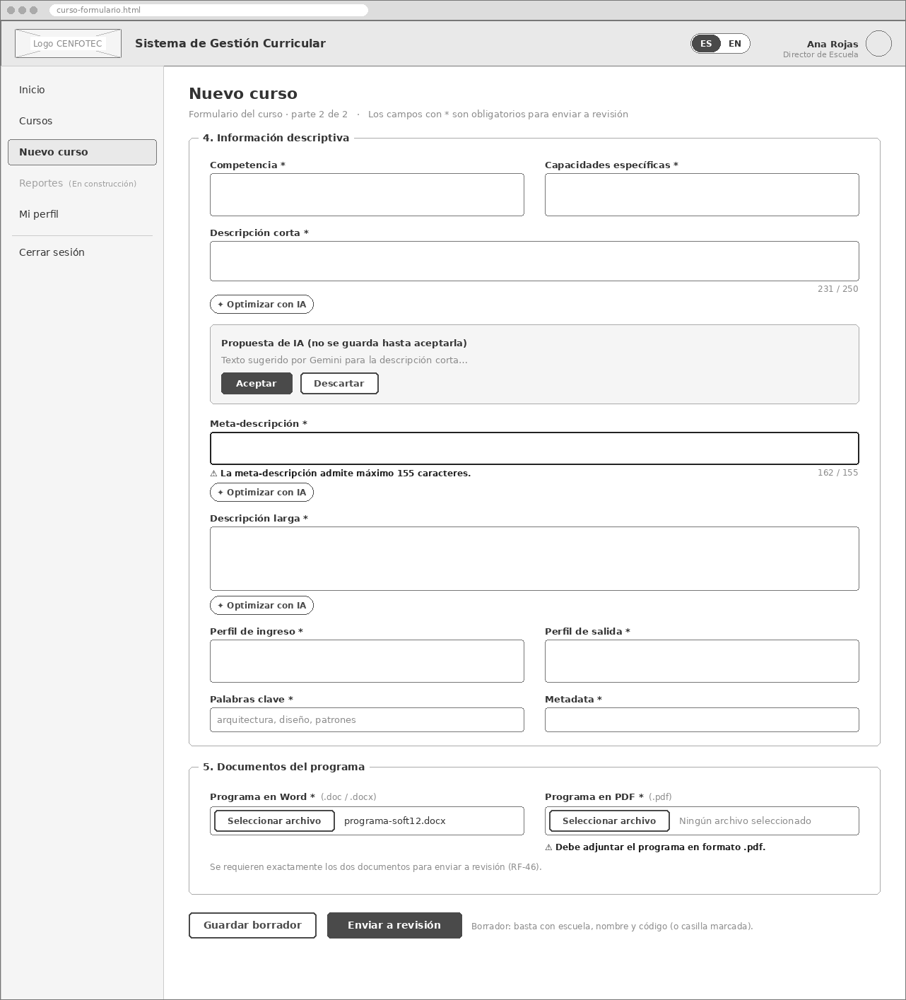 curso-formulario.html
Logo CENFOTEC
Sistema de Gestión Curricular
ES EN
Ana Rojas
Director de Escuela
Inicio
Cursos
Nuevo curso
Reportes (En construcción)
Mi perfil
Cerrar sesión
Nuevo curso
Formulario del curso · parte 2 de 2 · Los campos con * son obligatorios para enviar a revisión
4. Información descriptiva
Competencia * Capacidades específicas *
Descripción corta *
231 / 250
✦ Optimizar con IA
Propuesta de IA (no se guarda hasta aceptarla)
Texto sugerido por Gemini para la descripción corta...
Aceptar Descartar
Meta-descripción *
⚠ La meta-descripción admite máximo 155 caracteres. 162 / 155
✦ Optimizar con IA
Descripción larga *
✦ Optimizar con IA
Perfil de ingreso * Perfil de salida *
Palabras clave * Metadata *
arquitectura, diseño, patrones
5. Documentos del programa
Programa en Word * (.doc / .docx) Programa en PDF * (.pdf)
Seleccionar archivo programa-soft12.docx Seleccionar archivo Ningún archivo seleccionado
⚠ Debe adjuntar el programa en formato .pdf.
Se requieren exactamente los dos documentos para enviar a revisión (RF-46).
Guardar borrador Enviar a revisión Borrador: basta con escuela, nombre y código (o casilla marcada).